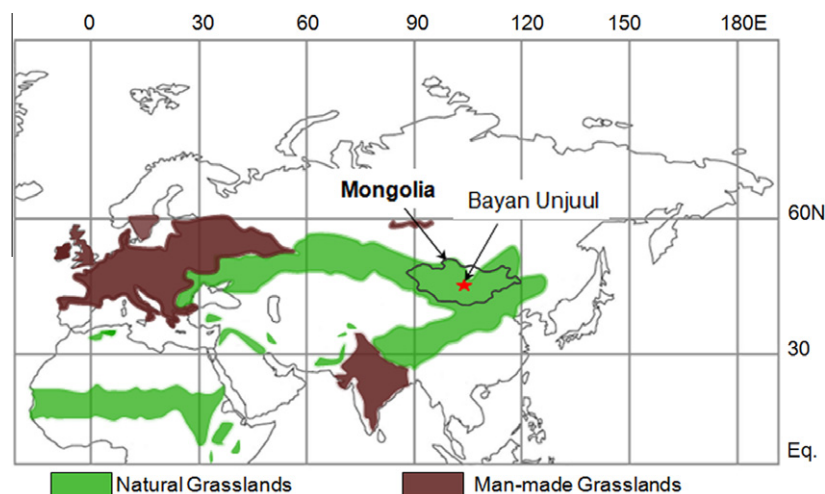 0 30 60 90 120 150 180E
Mongolia
Bayan Unjuul
60N
30
Eq.
Natural Grasslands Man-made Grasslands